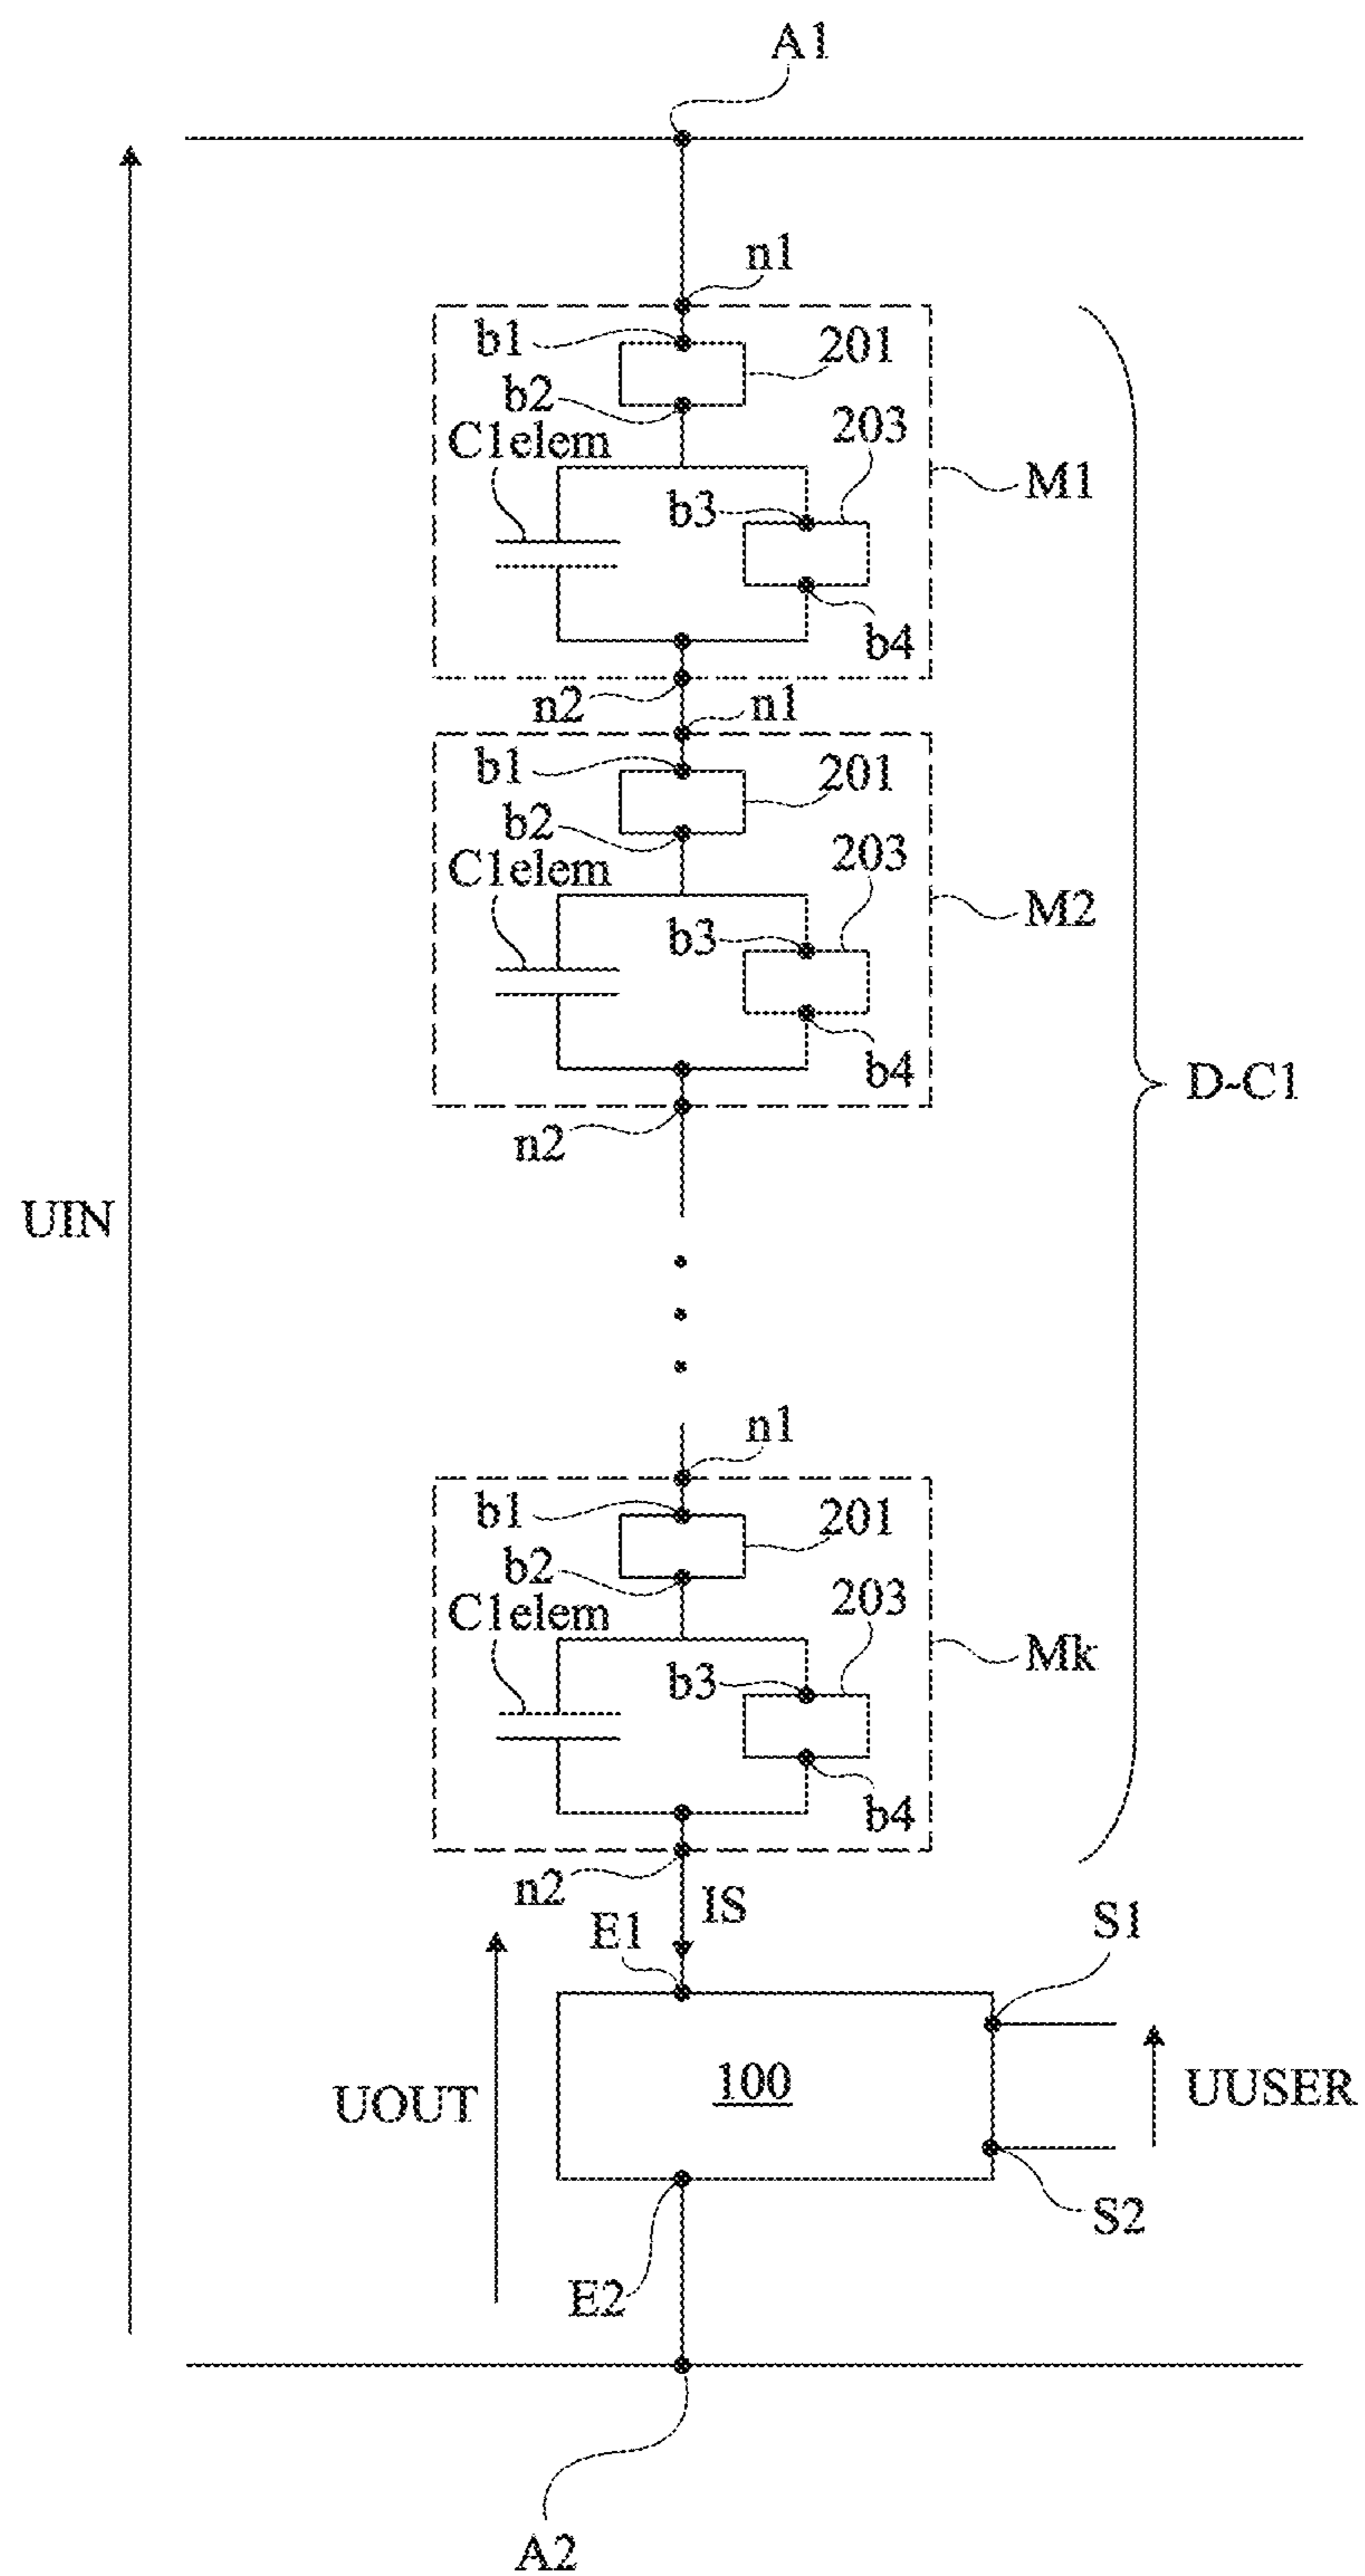 A1
n1
b1
201
b2
203
C1elem
M1
b3
b4
n2
n1
b1
201
b2
203
C1elem
M2
b3
b4
D-C1
n2
UIN
n1
b1
201
b2
203
C1elem
Mk
b3
b4
n2
IS
E1
S1
100
UOUT
UUSER
S2
E2
A2